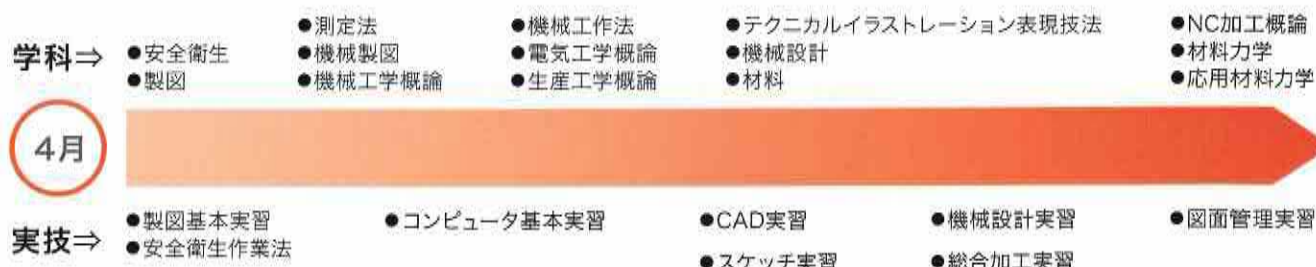 学科⇒
●安全衛生
●製図
●測定法
●機械製図
●機械工学概論
●機械工作法
●電気工学概論
●生産工学概論
●テクニカルイラストレーション表現技法
●機械設計
●材料
●NC加工概論
●材料力学
●応用材料力学
4月
実技⇒
●製図基本実習
●安全衛生作業法
●コンピュータ基本実習
●CAD実習
●スケッチ実習
●機械設計実習
●総合加工実習
●図面管理実習